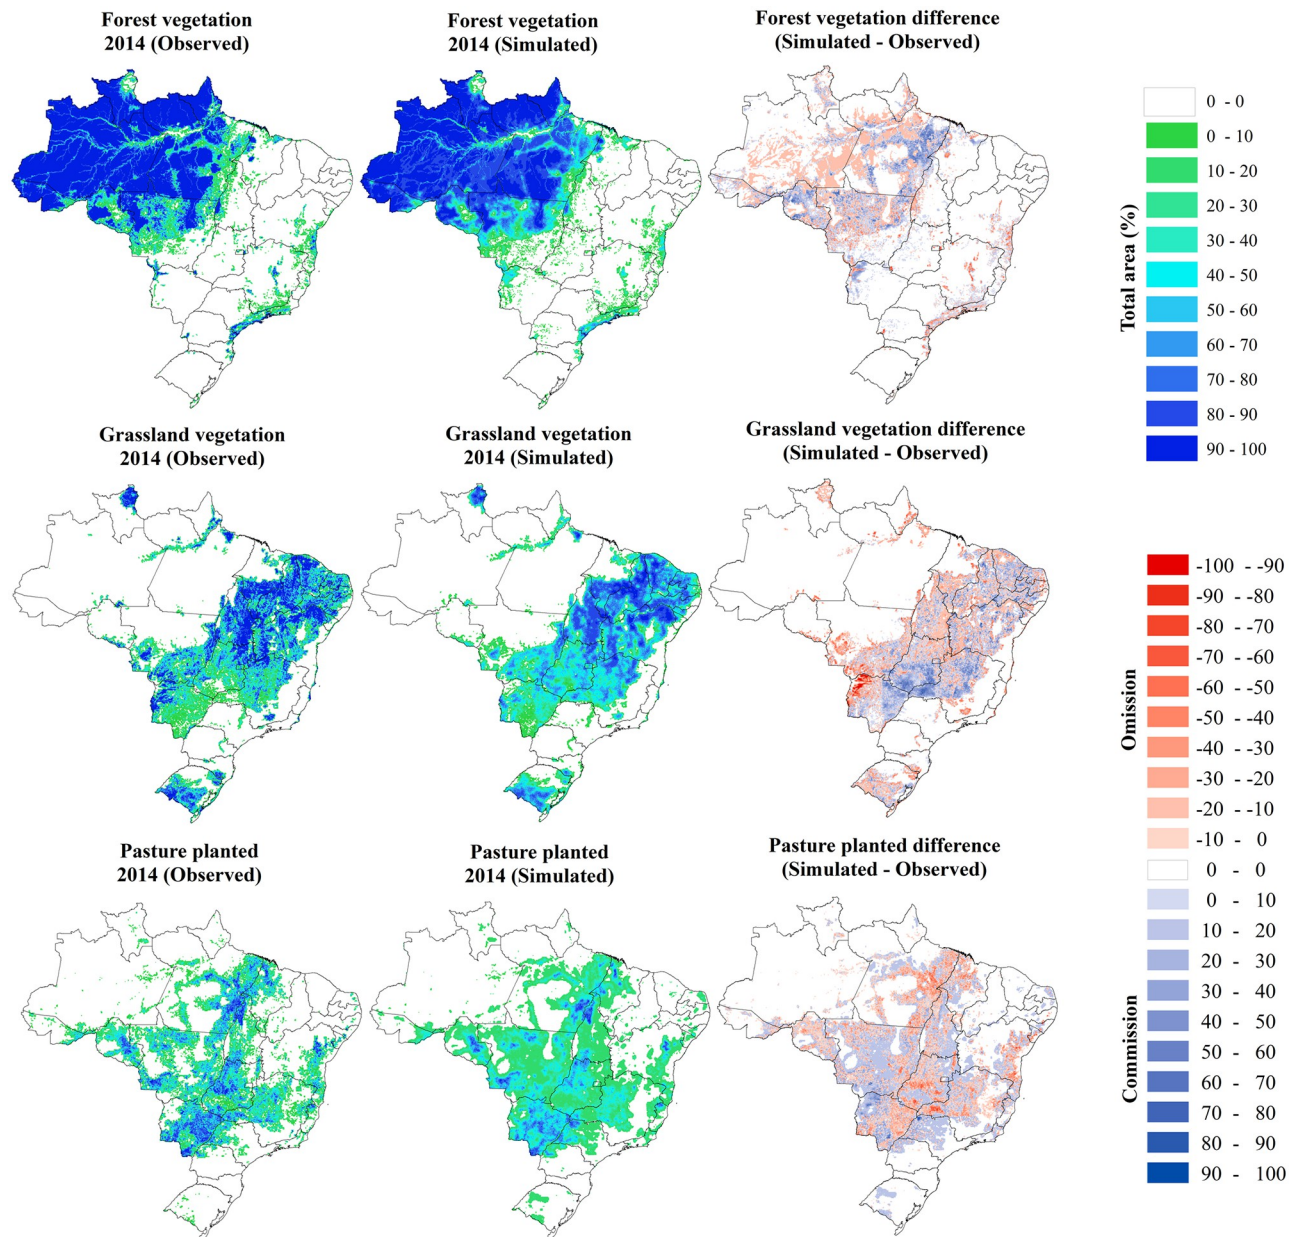 Forest vegetation
2014 (Observed)
Forest vegetation
2014 (Simulated)
Forest vegetation difference
(Simulated - Observed)
Grassland vegetation
2014 (Observed)
Grassland vegetation
2014 (Simulated)
Grassland vegetation difference
(Simulated - Observed)
Pasture planted
2014 (Observed)
Pasture planted
2014 (Simulated)
Pasture planted difference
(Simulated - Observed)
Total area (%)
0 - 0
0 - 10
10 - 20
20 - 30
30 - 40
40 - 50
50 - 60
60 - 70
70 - 80
80 - 90
90 - 100
Omission
-100 - -90
-90 - -80
-80 - -70
-70 - -60
-60 - -50
-50 - -40
-40 - -30
-30 - -20
-20 - -10
-10 - 0
0 - 0
Commission
0 - 10
10 - 20
20 - 30
30 - 40
40 - 50
50 - 60
60 - 70
70 - 80
80 - 90
90 - 100